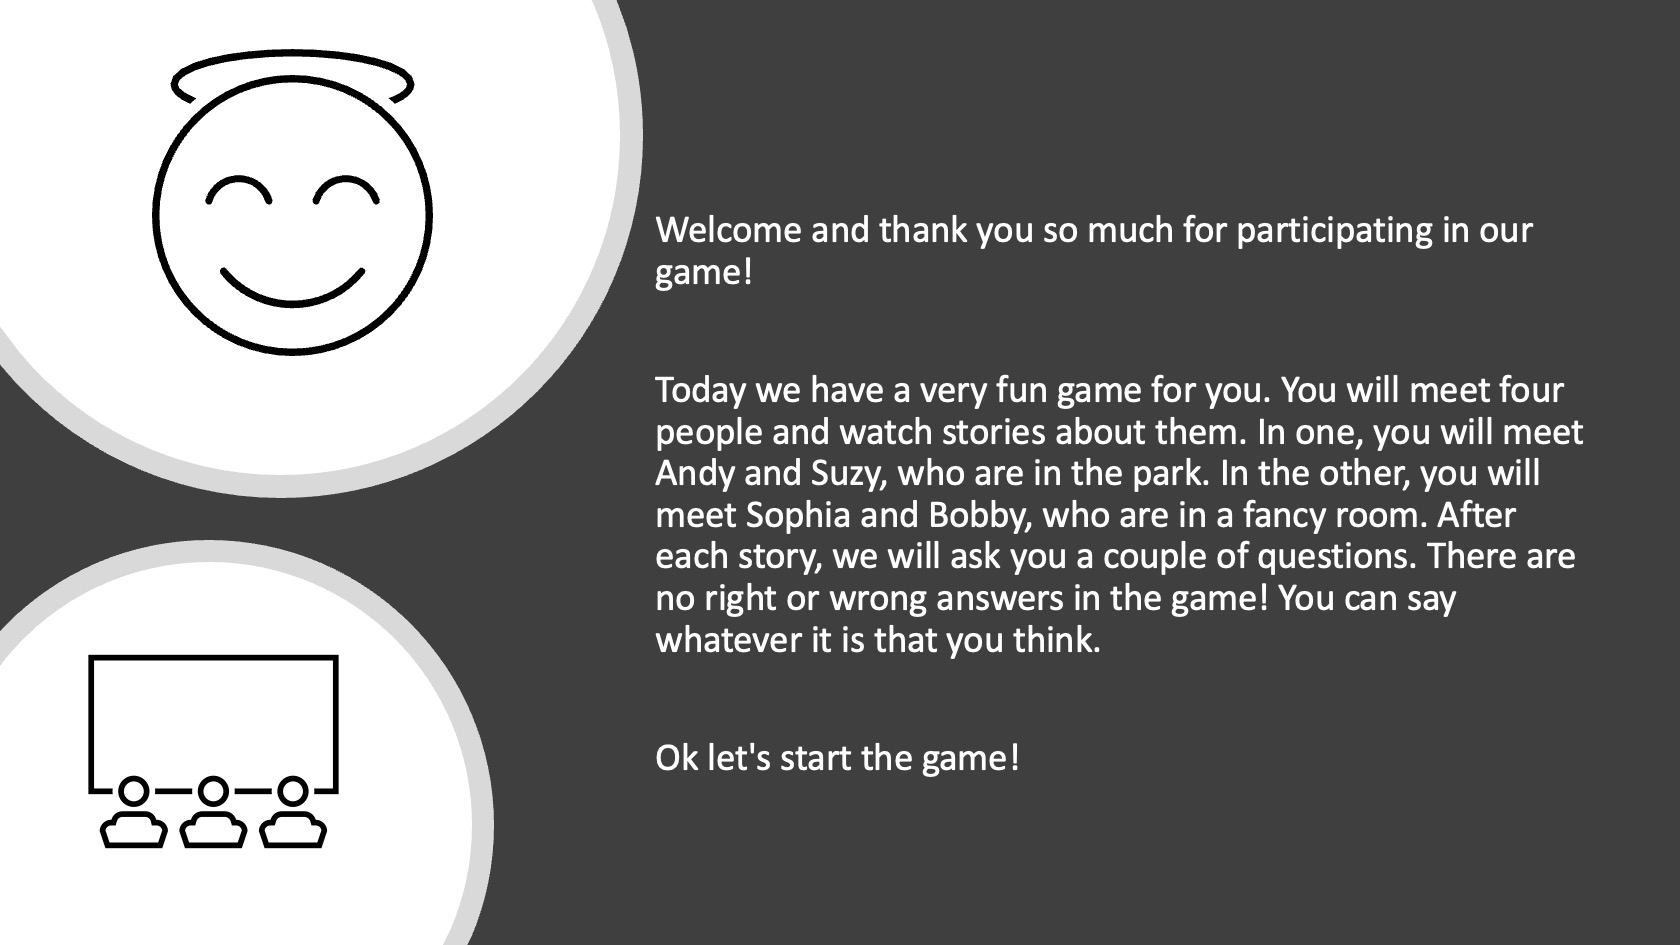 Welcome and thank you so much for participating in our
game!
Today we have a very fun game for you. You will meet four
people and watch stories about them. In one, you will meet
Andy and Suzy, who are in the park. In the other, you will
meet Sophia and Bobby, who are in a fancy room. After
each story, we will ask you a couple of questions. There are
no right or wrong answers in the game! You can say
whatever it is that you think.
Ok let's start the game!